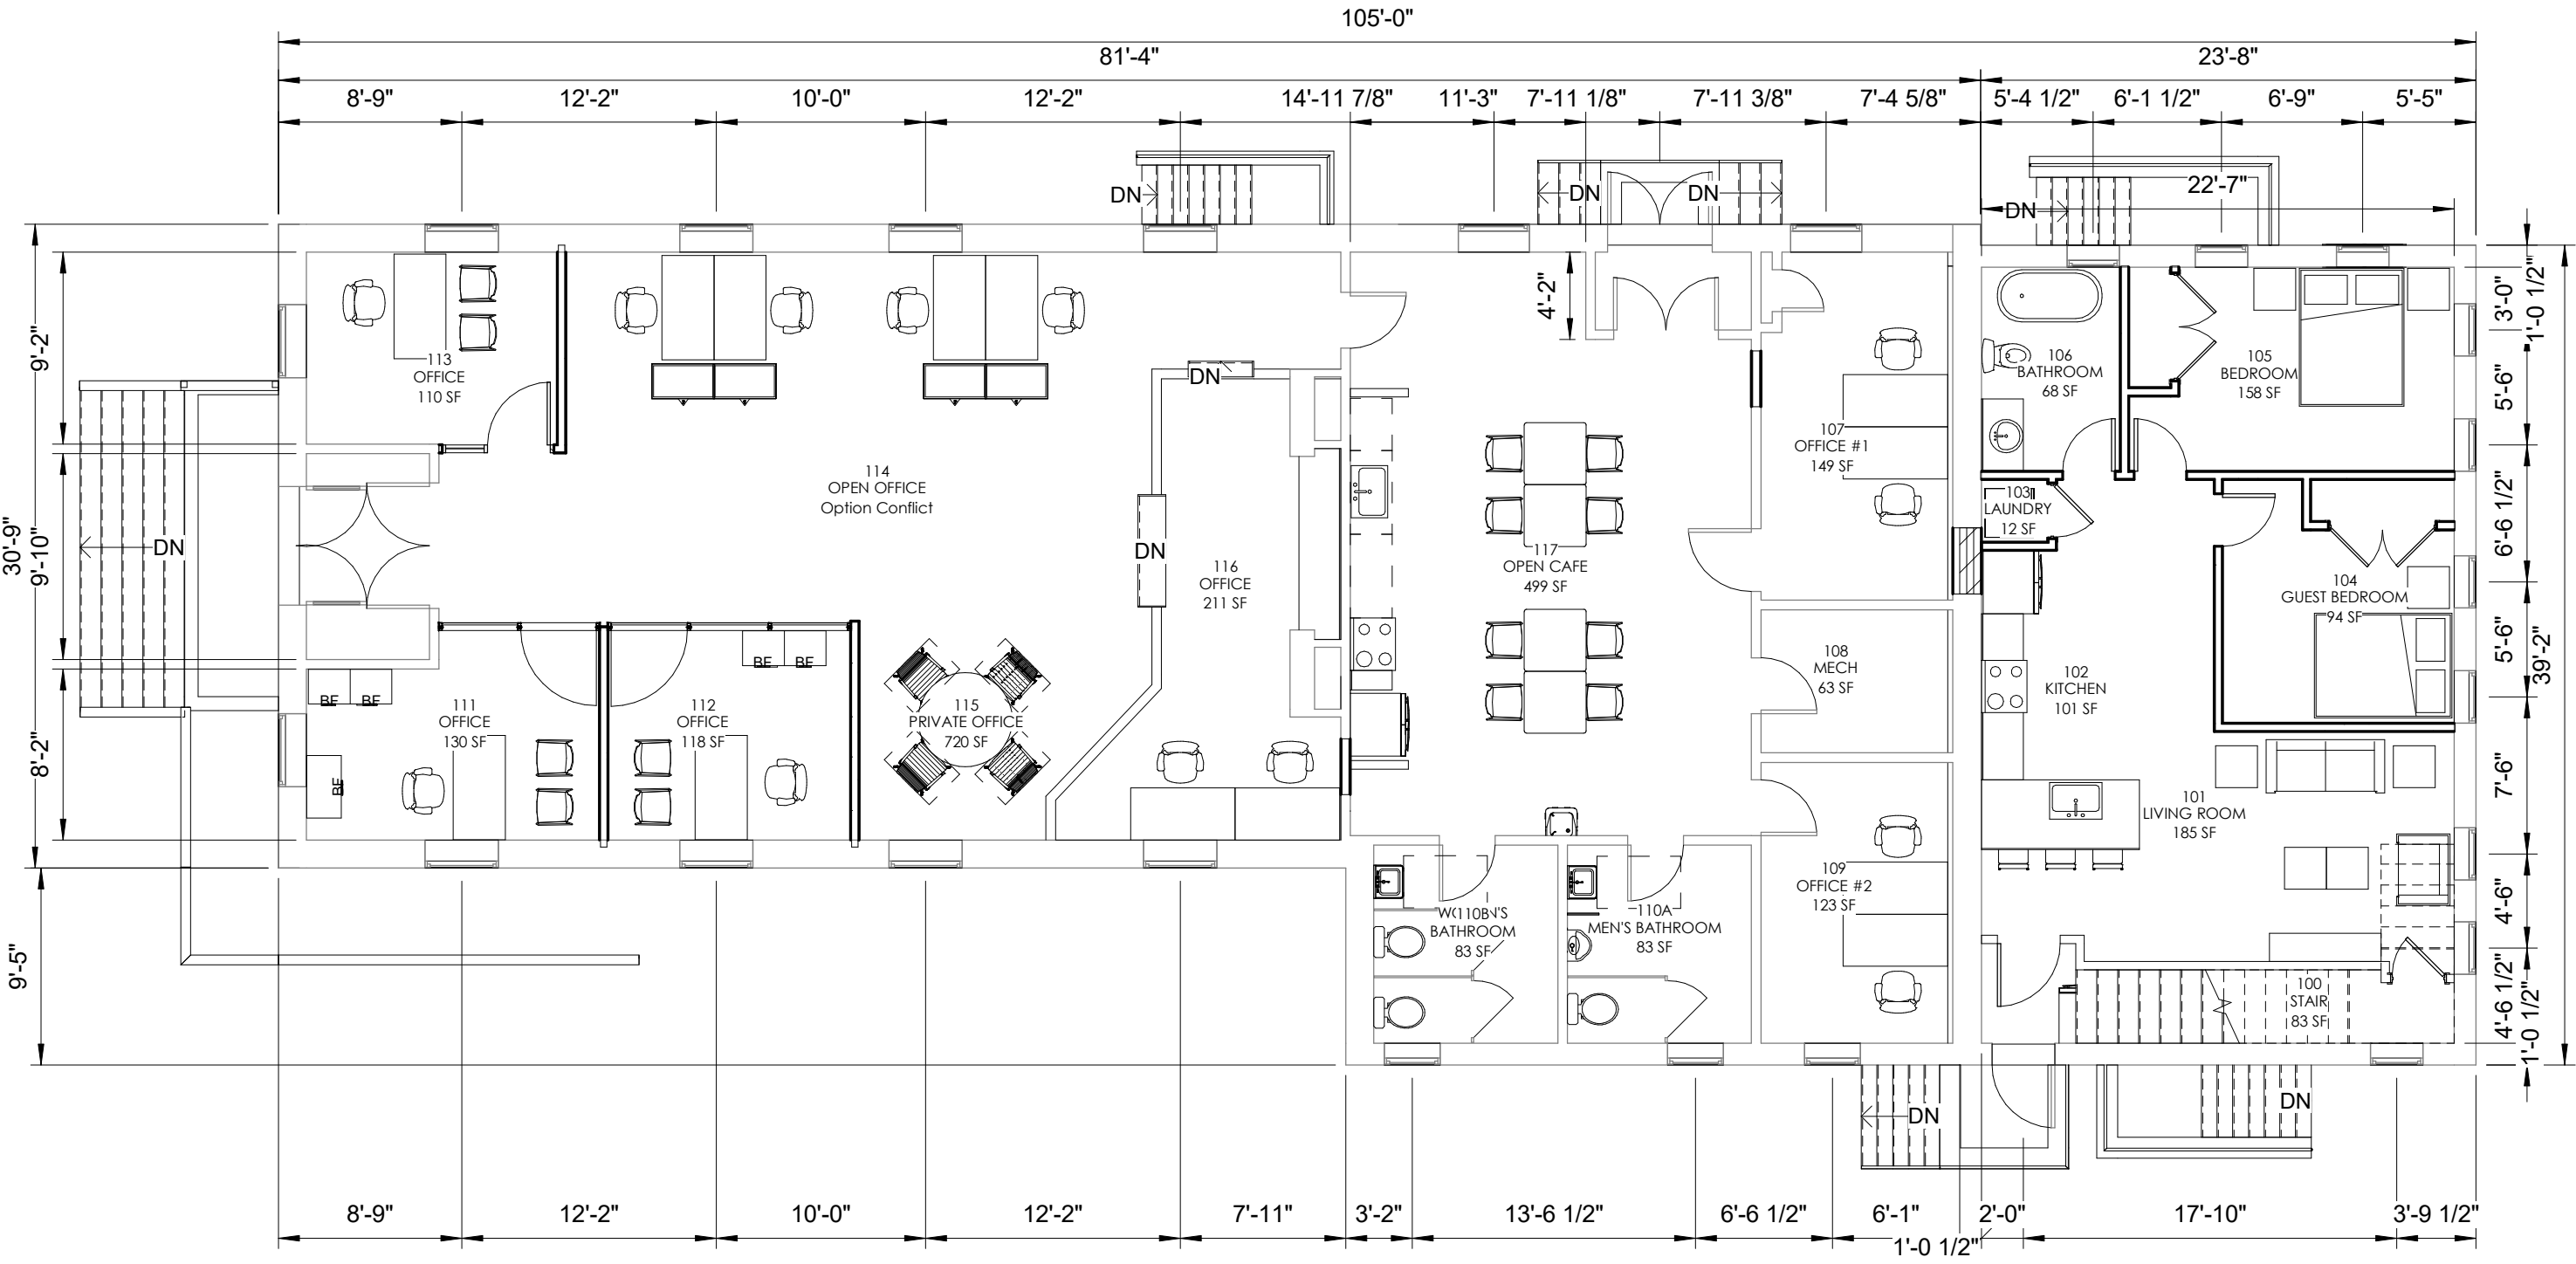 105'-0"
81'-4"
23'-8"
8'-9"
12'-2"
10'-0"
12'-2"
14'-11 7/8"
11'-3"
7'-11 1/8"
7'-11 3/8"
7'-4 5/8"
5'-4 1/2"
6'-1 1/2"
6'-9"
5'-5"
22'-7"
DN
DN
DN
DN
4'-2"
30'-9"
9'-2"
9'-10"
8'-2"
9'-5"
DN
113
OFFICE
110 SF
114
OPEN OFFICE
Option Conflict
DN
DN
116
OFFICE
211 SF
111
OFFICE
130 SF
BF
BF
BF
112
OFFICE
118 SF
BF
BF
115
PRIVATE OFFICE
720 SF
117
OPEN CAFE
499 SF
107
OFFICE #1
149 SF
108
MECH
63 SF
109
OFFICE #2
123 SF
110B
BATHROOM
83 SF
110A
MEN'S BATHROOM
83 SF
106
BATHROOM
68 SF
105
BEDROOM
158 SF
103
LAUNDRY
12 SF
104
GUEST BEDROOM
94 SF
102
KITCHEN
101 SF
101
LIVING ROOM
185 SF
100
STAIR
83 SF
DN
DN
3'-0"
1'-0 1/2"
5'-6"
6'-6 1/2"
5'-6"
39'-2"
7'-6"
4'-6"
4'-6 1/2"
1'-0 1/2"
8'-9"
12'-2"
10'-0"
12'-2"
7'-11"
3'-2"
13'-6 1/2"
6'-6 1/2"
6'-1"
1'-0 1/2"
2'-0"
17'-10"
3'-9 1/2"